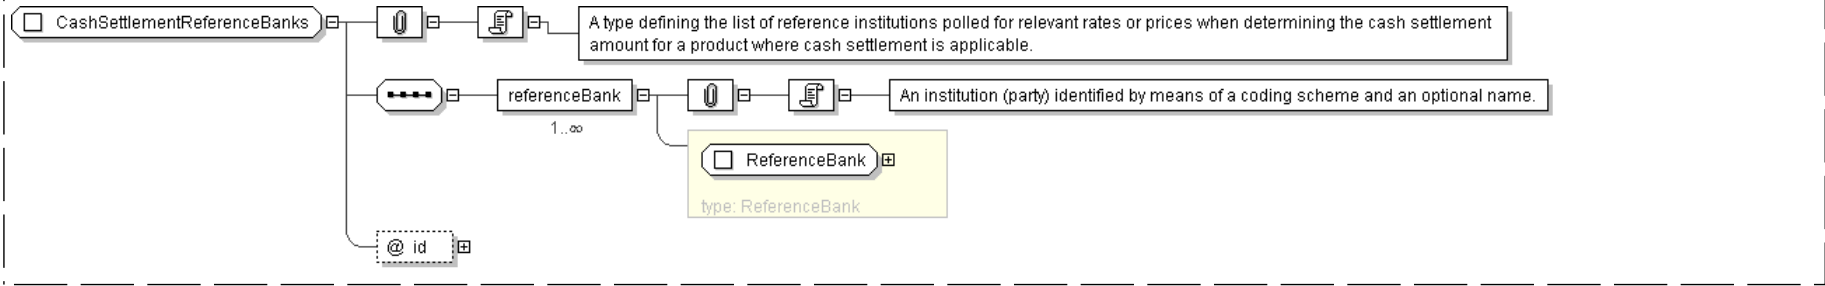 CashSettlementReferenceBanks
A type defining the list of reference institutions polled for relevant rates or prices when determining the cash settlement
amount for a product where cash settlement is applicable.
referenceBank
An institution (party) identified by means of a coding scheme and an optional name.
1..∞
ReferenceBank
type: ReferenceBank
@ id